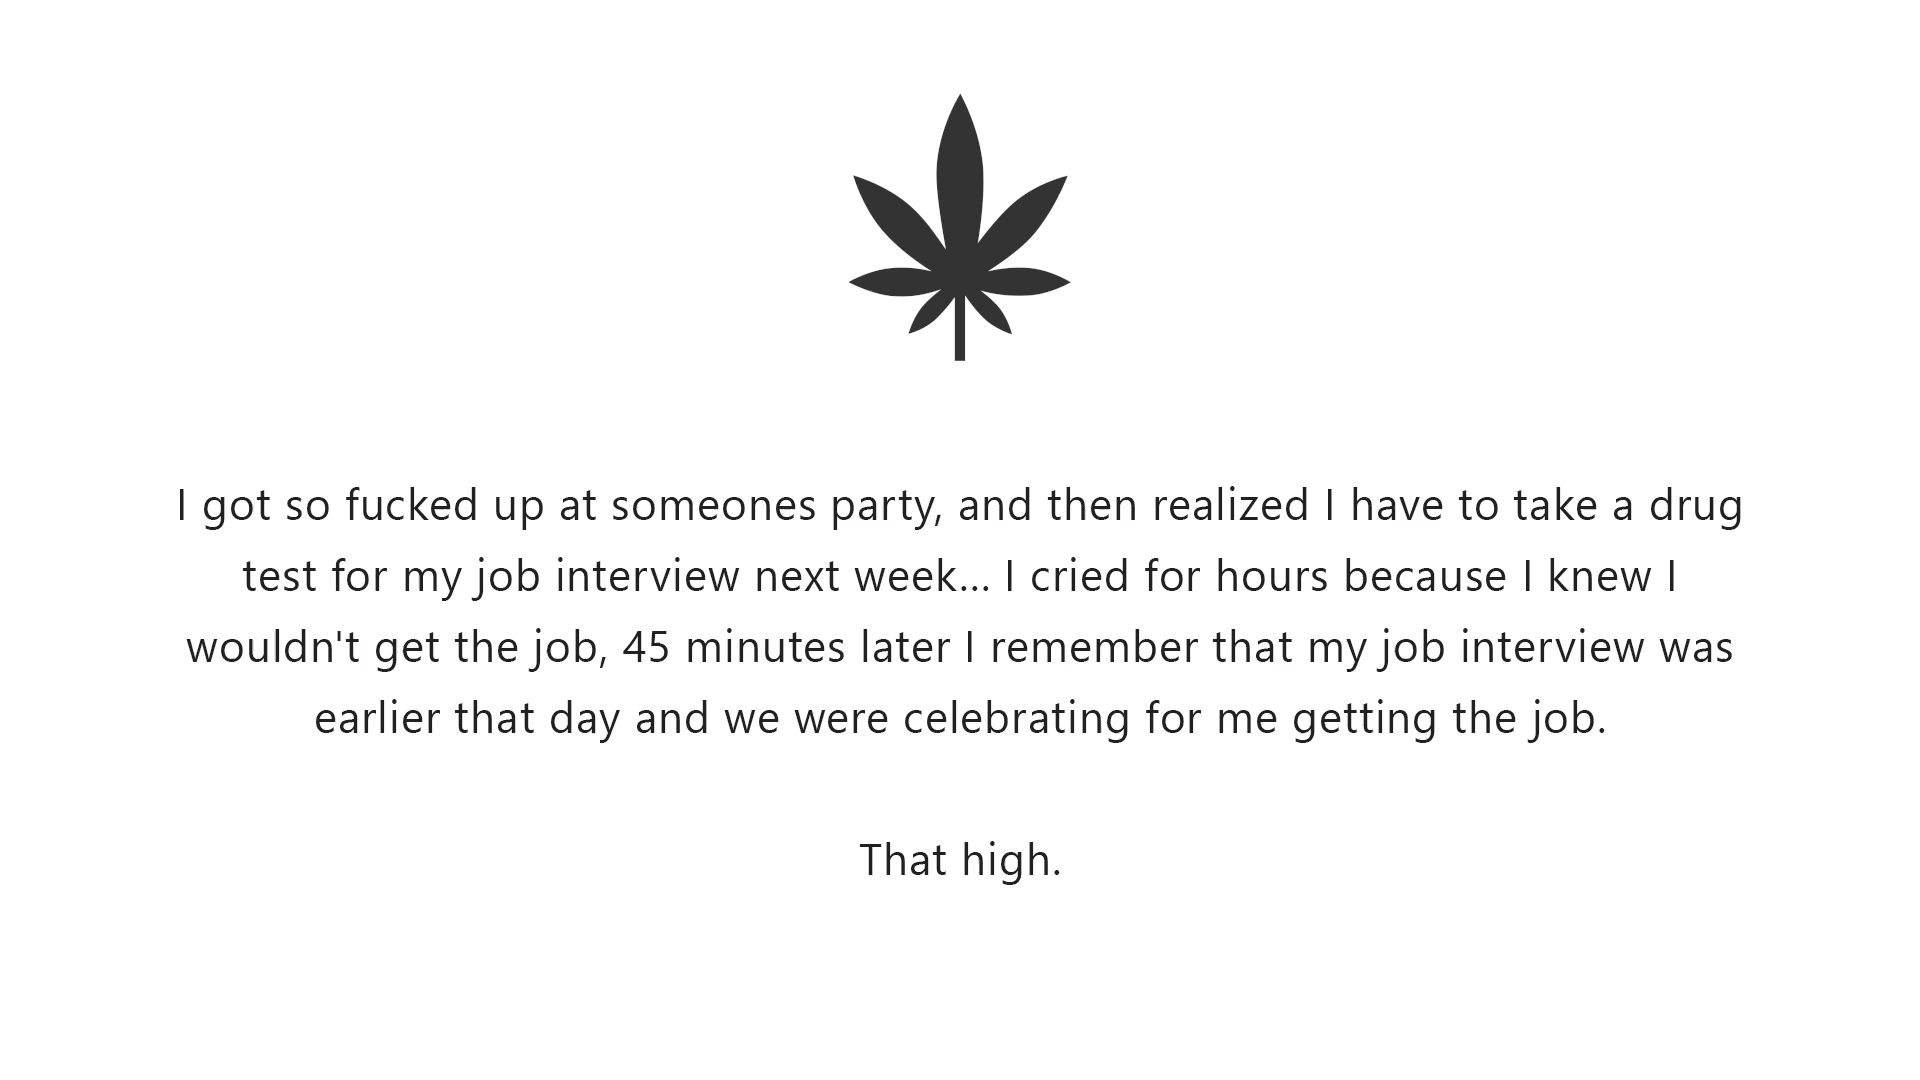 I got so fucked up at someones party, and then realized I have to take a drug
test for my job interview next week... I cried for hours because I knew I
wouldn't get the job, 45 minutes later I remember that my job interview was
earlier that day and we were celebrating for me getting the job.
That high.